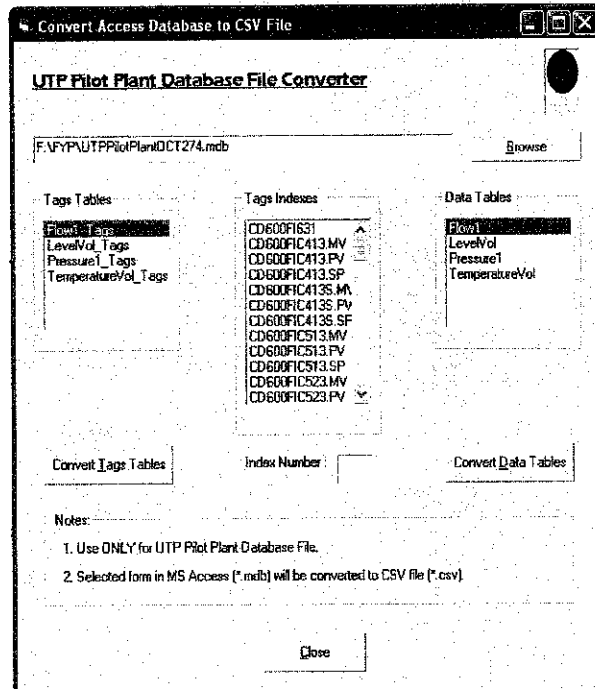 Convert Access Database to CSV File
UTP Pilot Plant Database File Converter
F:\FYP\UTPPilotPlantOCT274.mdb
Browse
Tags Tables
Flow1_Tags
LevelVol_Tags
Pressure1_Tags
TemperatureVol_Tags
Tags Indexes
CD600FI631
CD600FIC413.MV
CD600FIC413.PV
CD600FIC413.SP
CD600FIC413S.MV
CD600FIC413S.PV
CD600FIC413S.SP
CD600FIC513.MV
CD600FIC513.PV
CD600FIC513.SP
CD600FIC523.MV
CD600FIC523.PV
Data Tables
Flow1
LevelVol
Pressure1
TemperatureVol
Convert Tags Tables
Index Number :
Convert Data Tables
Notes:
1. Use ONLY for UTP Pilot Plant Database File.
2. Selected form in MS Access (*.mdb) will be converted to CSV file (*.csv).
Close